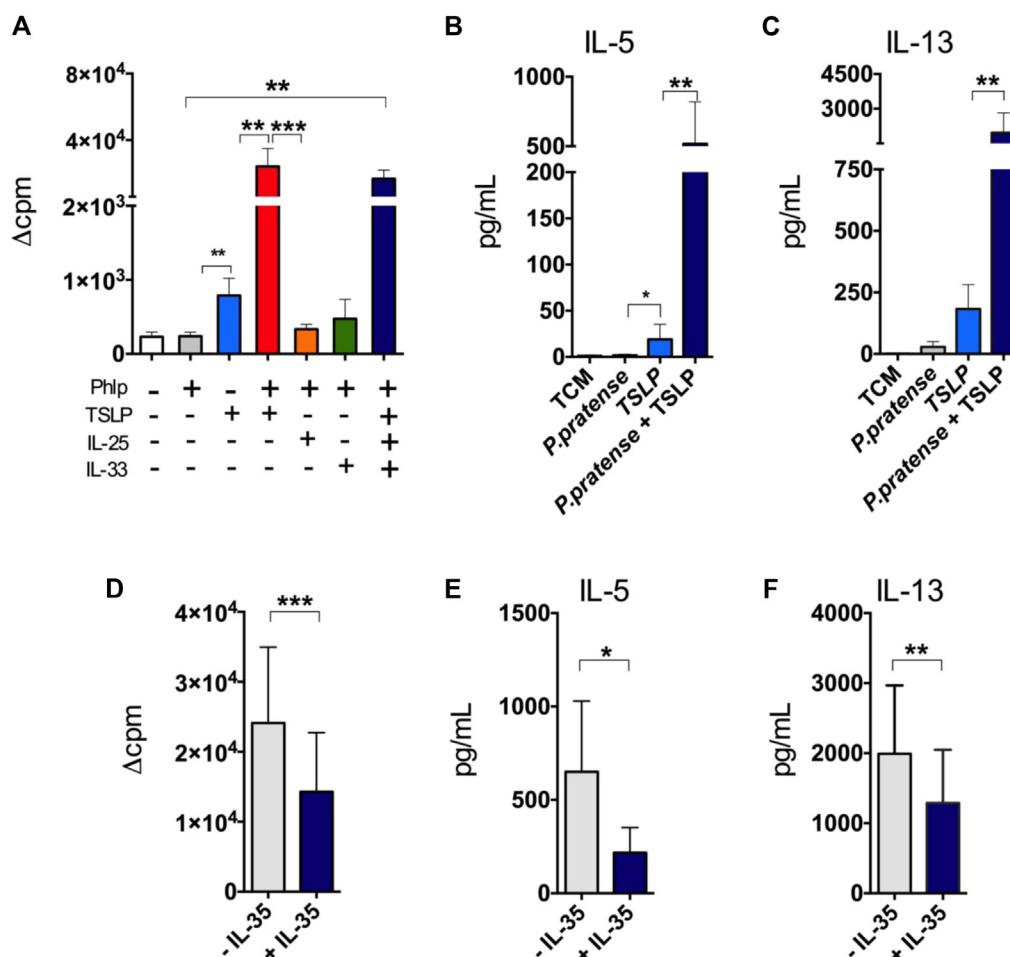 A
B
C
IL-5
IL-13
Δcpm
8×10⁴
4×10⁴
2×10³
1×10³
0
**
** ***
**
Phlp - + - + + + +
TSLP - - + + - - +
IL-25 - - - - + - +
IL-33 - - - - - + +
pg/mL
1000
500
200
150
100
50
0
**
*
TCM
P.pratense
TSLP
P.pratense + TSLP
pg/mL
4500
3000
750
500
250
0
**
TCM
P.pratense
TSLP
P.pratense + TSLP
D
E
F
IL-5
IL-13
Δcpm
4×10⁴
3×10⁴
2×10⁴
1×10⁴
0
***
- IL-35
+ IL-35
pg/mL
1500
1000
500
0
*
- IL-35
+ IL-35
pg/mL
4000
3000
2000
1000
0
**
- IL-35
+ IL-35